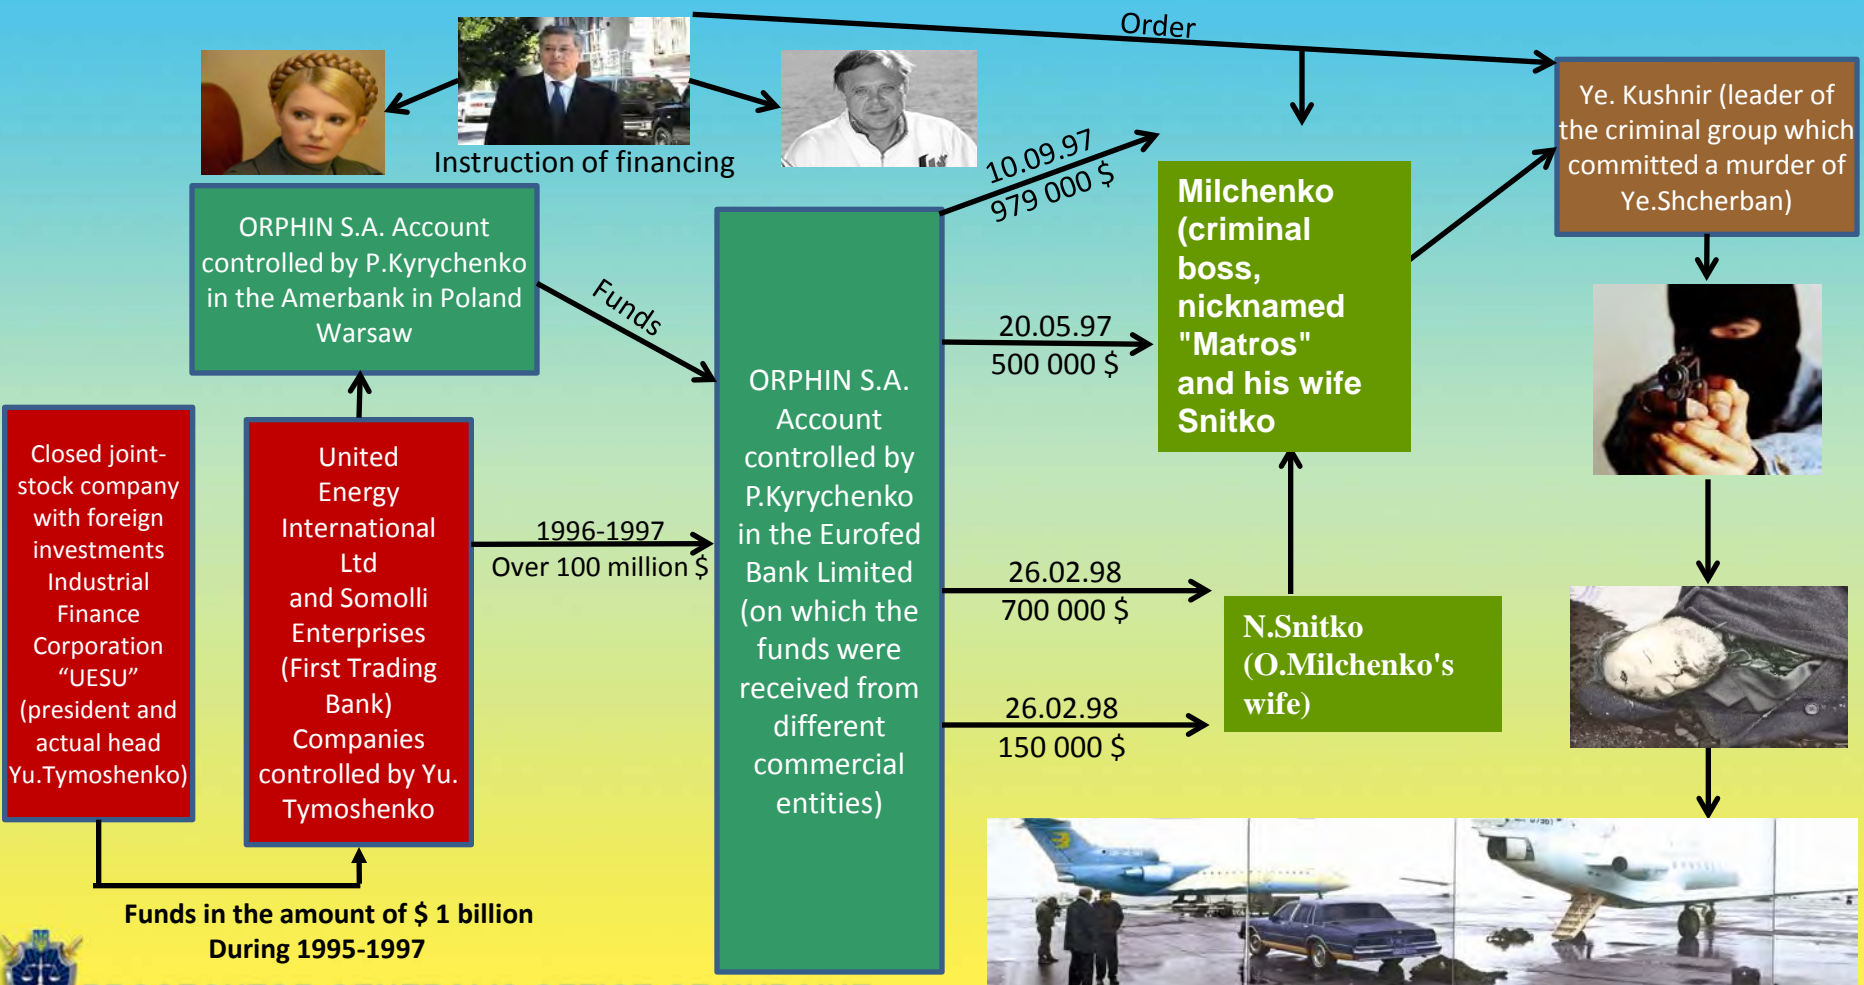 Order
Instruction of financing
ORPHIN S.A. Account
controlled by P.Kyrychenko
in the Amerbank in Poland
Warsaw
Funds
Closed joint-
stock company
with foreign
investments
Industrial
Finance
Corporation
“UESU”
(president and
actual head
Yu.Tymoshenko)
United
Energy
International
Ltd
and Somolli
Enterprises
(First Trading
Bank)
Companies
controlled by Yu.
Tymoshenko
Funds in the amount of $ 1 billion
During 1995-1997
1996-1997
Over 100 million $
ORPHIN S.A.
Account
controlled by
P.Kyrychenko
in the Eurofed
Bank Limited
(on which the
funds were
received from
different
commercial
entities)
10.09.97
979 000 $
20.05.97
500 000 $
26.02.98
700 000 $
26.02.98
150 000 $
Milchenko
(criminal
boss,
nicknamed
"Matros"
and his wife
Snitko
N.Snitko
(O.Milchenko's
wife)
Ye. Kushnir (leader of
the criminal group which
committed a murder of
Ye.Shcherban)